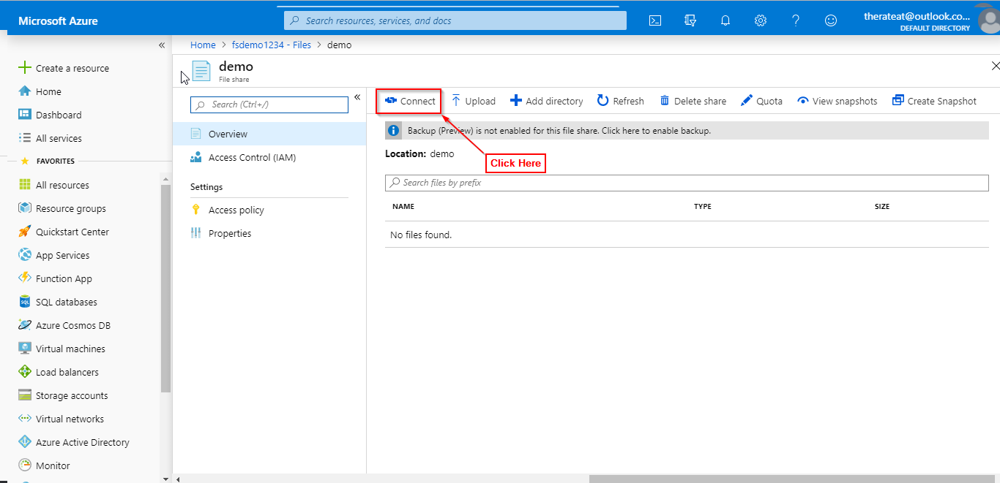 Microsoft Azure
Search resources, services, and docs
therateat@outlook.co...
DEFAULT DIRECTORY
«
Create a resource
Home
Dashboard
All services
FAVORITES
All resources
Resource groups
Quickstart Center
App Services
Function App
SQL databases
Azure Cosmos DB
Virtual machines
Load balancers
Storage accounts
Virtual networks
Azure Active Directory
Monitor
Home > fsdemo1234 - Files > demo
demo
File share
Search (Ctrl+/)
«
Overview
Access Control (IAM)
Settings
Access policy
Properties
Connect Upload Add directory Refresh Delete share Quota View snapshots Create Snapshot
Backup (Preview) is not enabled for this file share. Click here to enable backup.
Location: demo
Click Here
Search files by prefix
NAME TYPE SIZE
No files found.